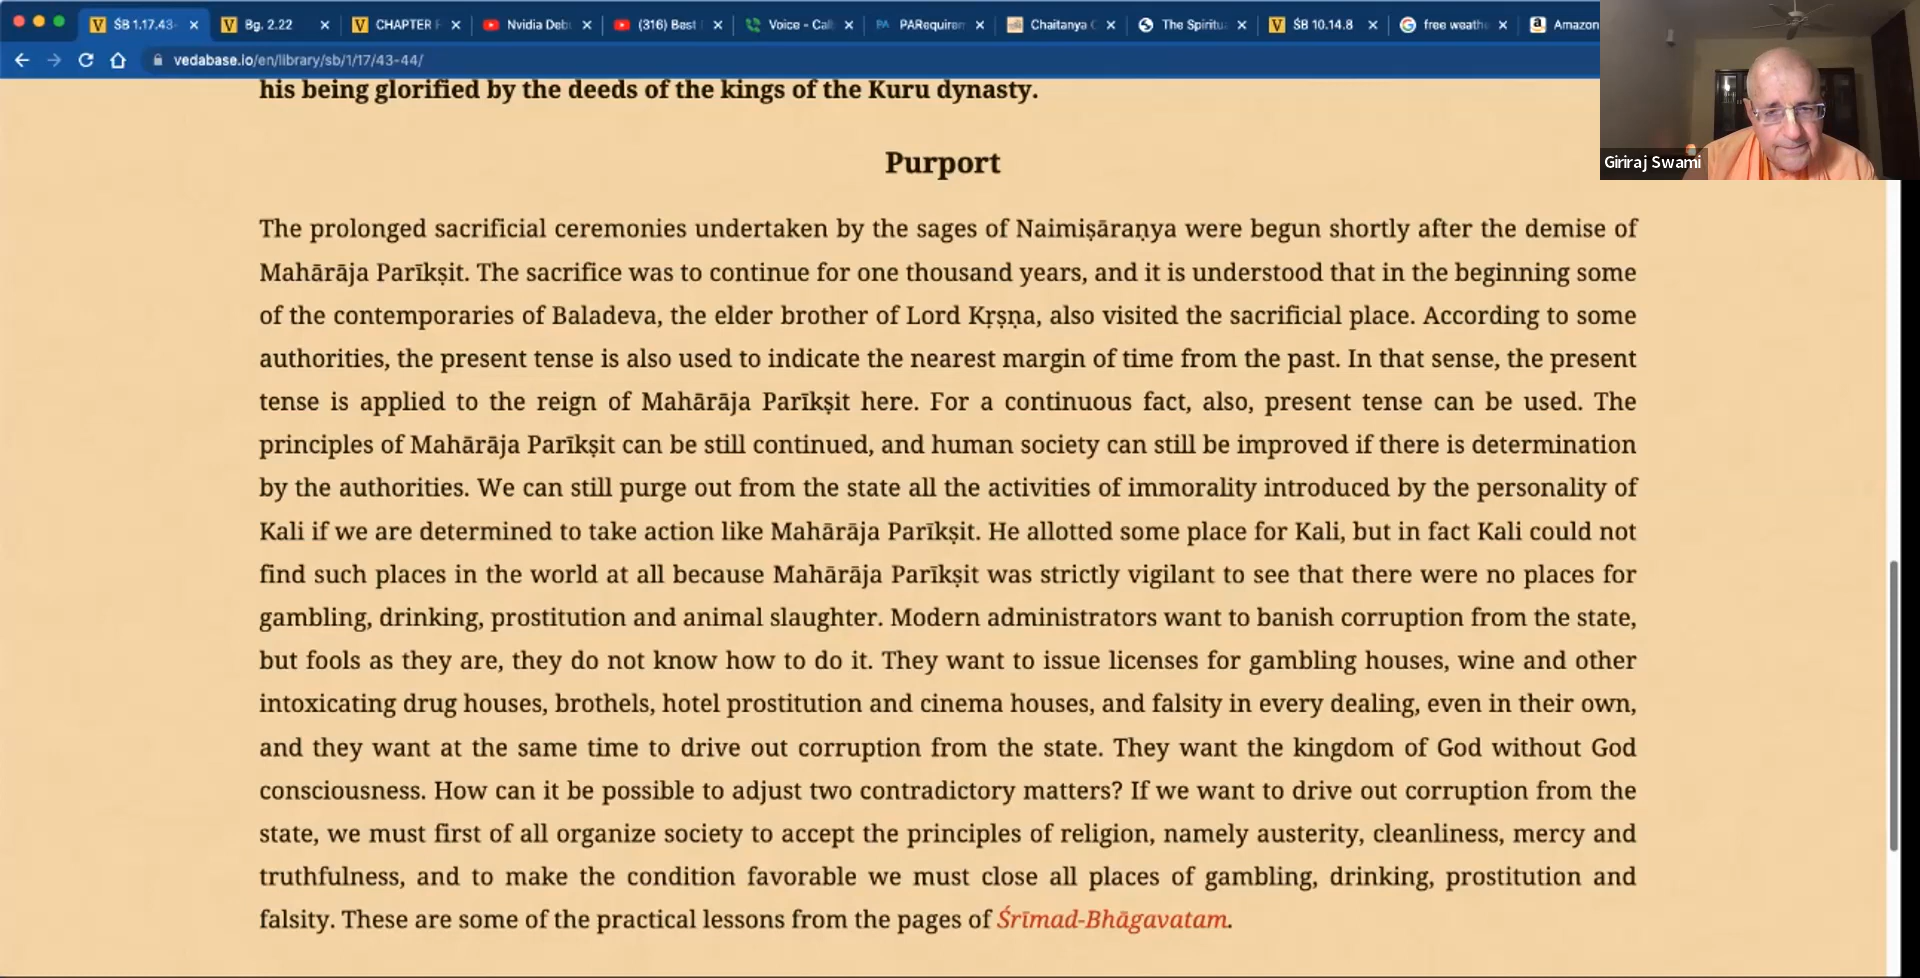 ŚB 1.17.43-
Bg. 2.22
CHAPTER F
Nvidia Deb
(316) Best
Voice - Call
PARequirem
Chaitanya C
The Spiritu
ŚB 10.14.8
free weathe
Amazon
vedabase.io/en/library/sb/1/17/43-44/
Giriraj Swami
his being glorified by the deeds of the kings of the Kuru dynasty.
Purport
The prolonged sacrificial ceremonies undertaken by the sages of Naimiṣāraṇya were begun shortly after the demise of
Mahārāja Parīkṣit. The sacrifice was to continue for one thousand years, and it is understood that in the beginning some
of the contemporaries of Baladeva, the elder brother of Lord Kṛṣṇa, also visited the sacrificial place. According to some
authorities, the present tense is also used to indicate the nearest margin of time from the past. In that sense, the present
tense is applied to the reign of Mahārāja Parīkṣit here. For a continuous fact, also, present tense can be used. The
principles of Mahārāja Parīkṣit can be still continued, and human society can still be improved if there is determination
by the authorities. We can still purge out from the state all the activities of immorality introduced by the personality of
Kali if we are determined to take action like Mahārāja Parīkṣit. He allotted some place for Kali, but in fact Kali could not
find such places in the world at all because Mahārāja Parīkṣit was strictly vigilant to see that there were no places for
gambling, drinking, prostitution and animal slaughter. Modern administrators want to banish corruption from the state,
but fools as they are, they do not know how to do it. They want to issue licenses for gambling houses, wine and other
intoxicating drug houses, brothels, hotel prostitution and cinema houses, and falsity in every dealing, even in their own,
and they want at the same time to drive out corruption from the state. They want the kingdom of God without God
consciousness. How can it be possible to adjust two contradictory matters? If we want to drive out corruption from the
state, we must first of all organize society to accept the principles of religion, namely austerity, cleanliness, mercy and
truthfulness, and to make the condition favorable we must close all places of gambling, drinking, prostitution and
falsity. These are some of the practical lessons from the pages of Śrīmad-Bhāgavatam.